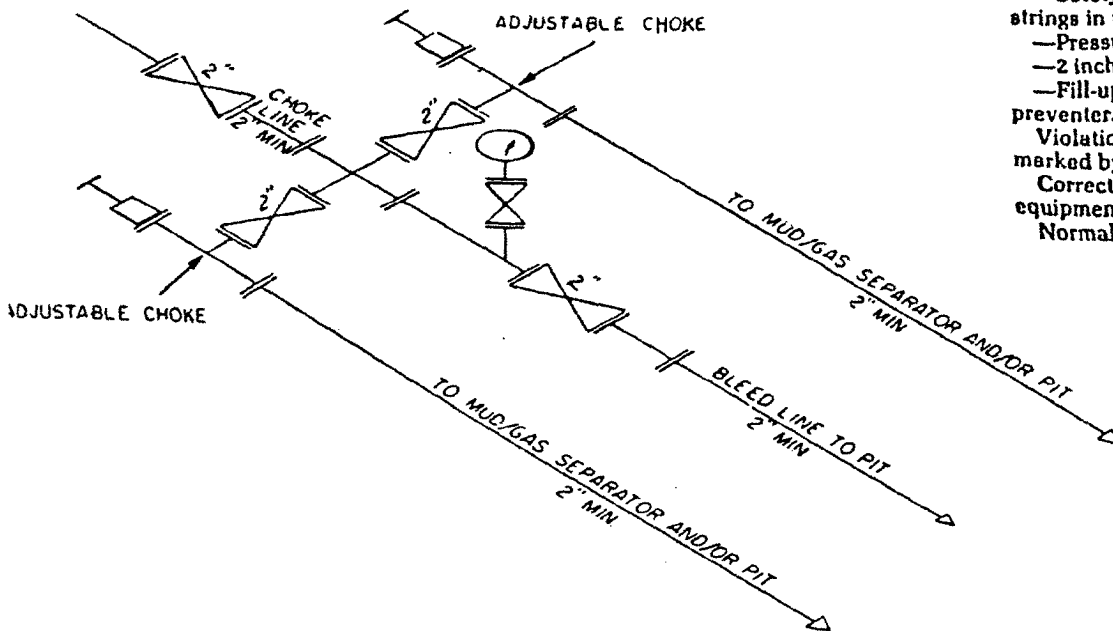 ADJUSTABLE CHOKE
2"
CHOKE
LINE
2" MIN
2"
2"
ADJUSTABLE CHOKE
2"
TO MUD/GAS SEPARATOR AND/OR PIT
2" MIN
BLEED LINE TO PIT
2" MIN
TO MUD/GAS SEPARATOR AND/OR PIT
2" MIN.
strings in
—Pressu
—2 inch
—Fill-up
preventer
Violatio
marked by
Correct
equipmen
Normal